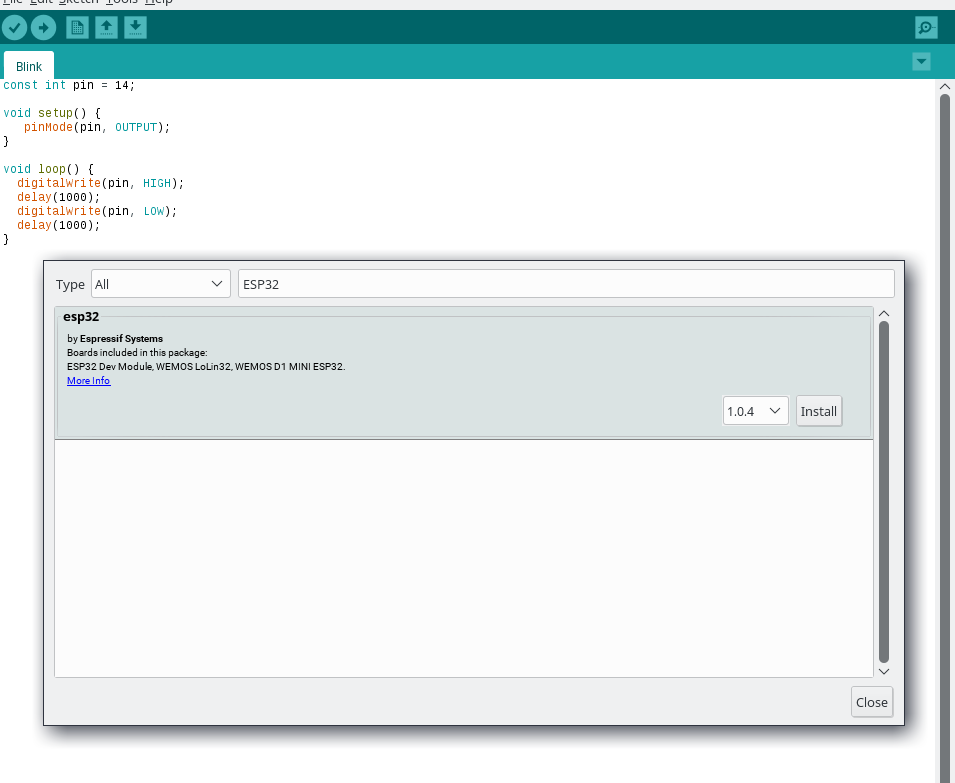 File Edit Sketch Tools Help
Blink
const int pin = 14;
void setup() {
pinMode(pin, OUTPUT);
}
void loop() {
digitalWrite(pin, HIGH);
delay(1000);
digitalWrite(pin, LOW);
delay(1000);
}
Type All ESP32
esp32
by Espressif Systems
Boards included in this package:
ESP32 Dev Module, WEMOS LoLin32, WEMOS D1 MINI ESP32.
More Info
1.0.4 Install
Close